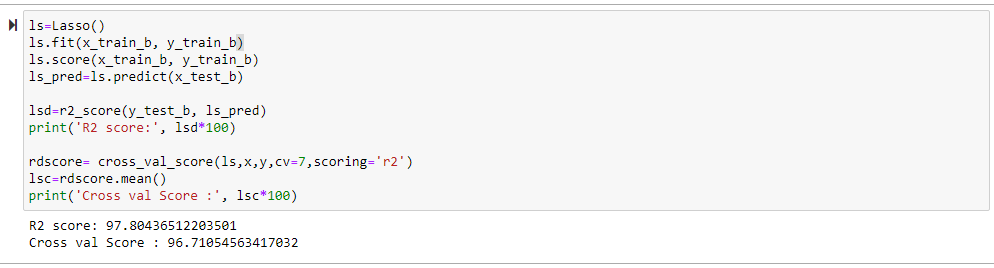 ls=Lasso()
ls.fit(x_train_b, y_train_b)
ls.score(x_train_b, y_train_b)
ls_pred=ls.predict(x_test_b)
lsd=r2_score(y_test_b, ls_pred)
print('R2 score:', lsd*100)
rdscore= cross_val_score(ls,x,y,cv=7,scoring='r2')
lsc=rdscore.mean()
print('Cross val Score :', lsc*100)
R2 score: 97.80436512203501
Cross val Score : 96.71054563417032